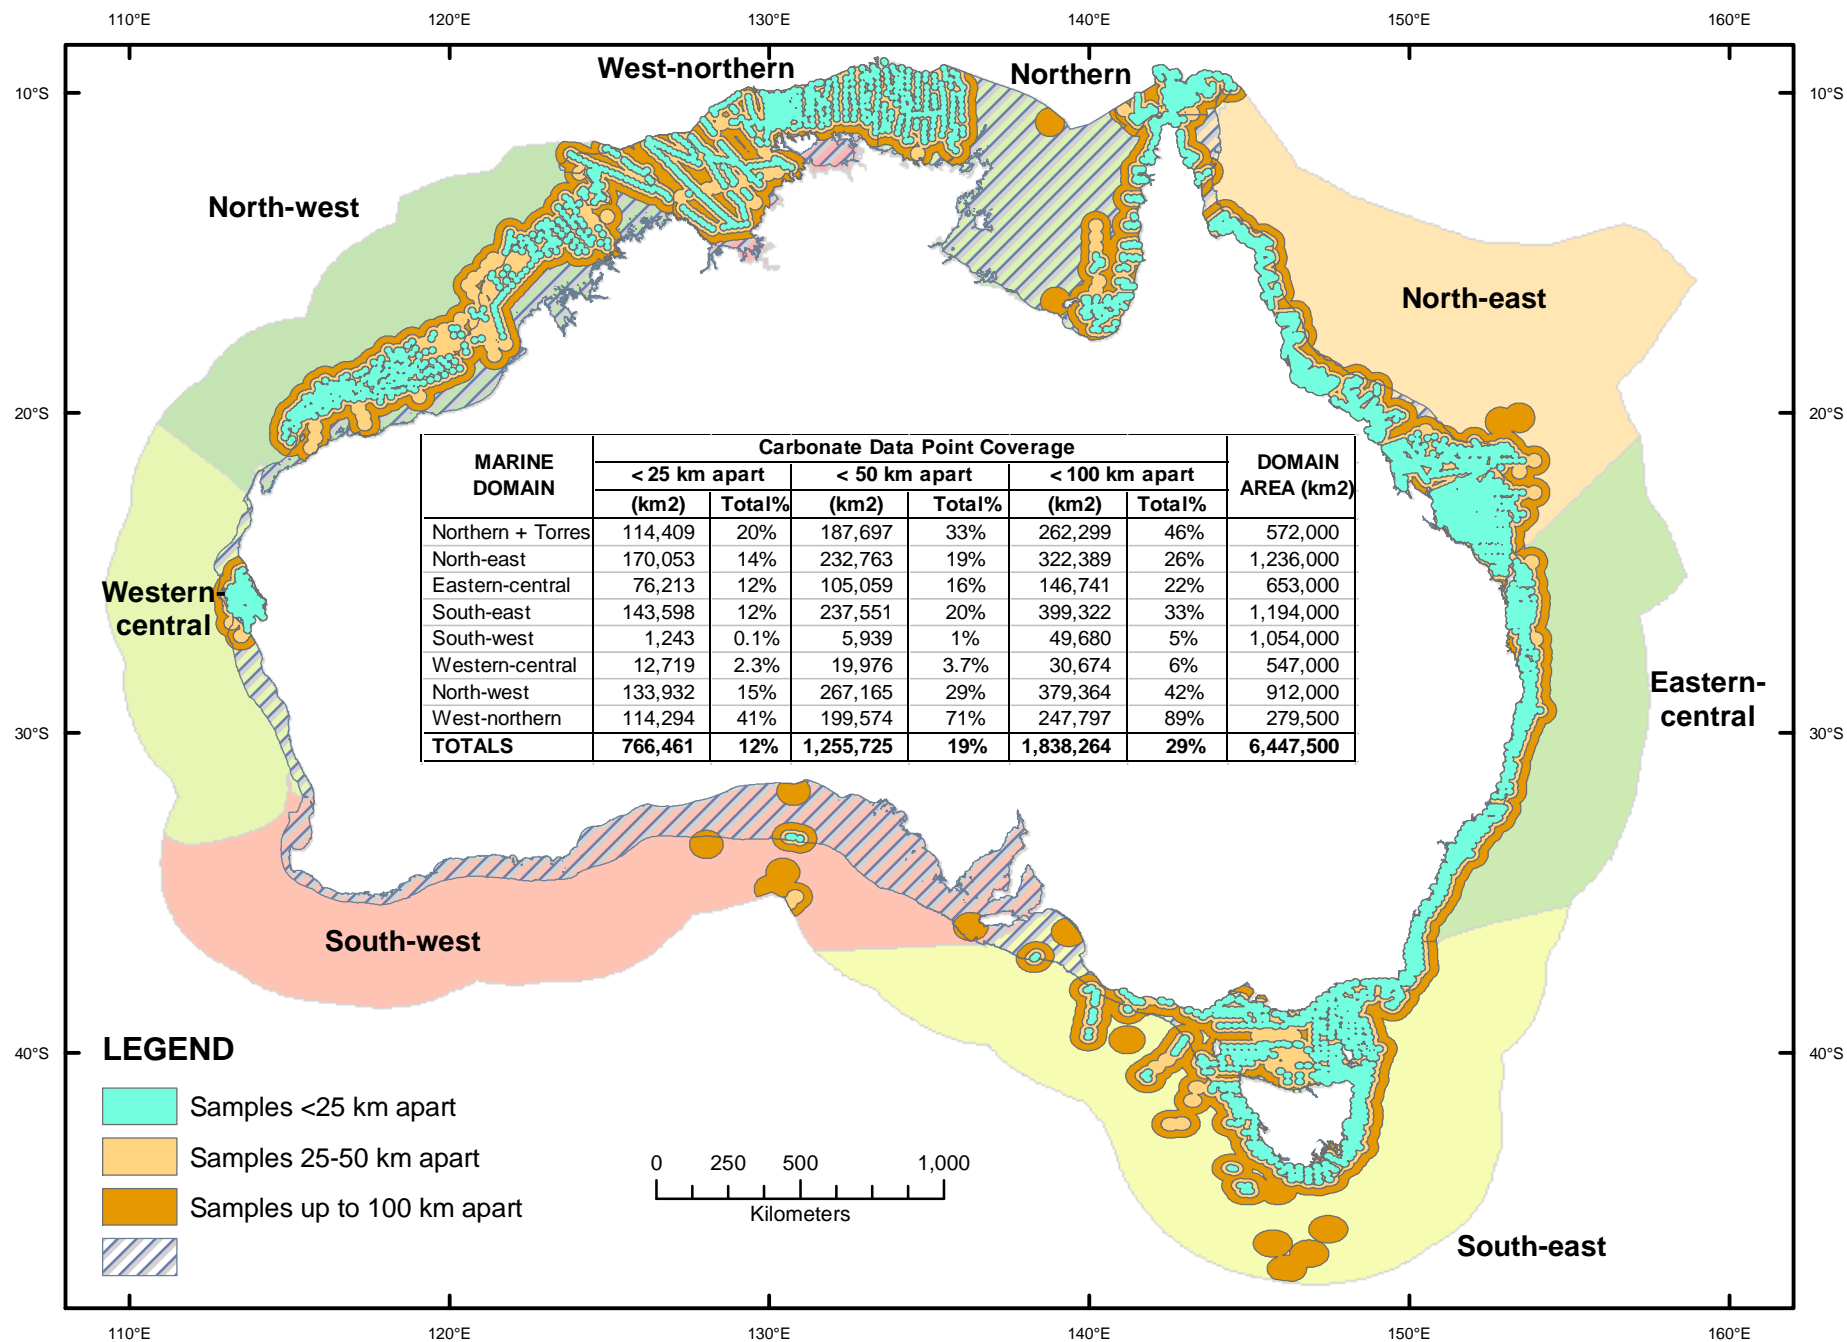 110°E 120°E 130°E 140°E 150°E 160°E
West-northern Northern
10°S 10°S
North-west
North-east
20°S 20°S
MARINE DOMAIN Carbonate Data Point Coverage DOMAIN AREA (km2)
< 25 km apart < 50 km apart < 100 km apart
(km2) Total% (km2) Total% (km2) Total%
Northern + Torres 114,409 20% 187,697 33% 262,299 46% 572,000
North-east 170,053 14% 232,763 19% 322,389 26% 1,236,000
Eastern-central 76,213 12% 105,059 16% 146,741 22% 653,000
South-east 143,598 12% 237,551 20% 399,322 33% 1,194,000
South-west 1,243 0.1% 5,939 1% 49,680 5% 1,054,000
Western-central 12,719 2.3% 19,976 3.7% 30,674 6% 547,000
North-west 133,932 15% 267,165 29% 379,364 42% 912,000
West-northern 114,294 41% 199,574 71% 247,797 89% 279,500
TOTALS 766,461 12% 1,255,725 19% 1,838,264 29% 6,447,500
Western-
central
Eastern-
central
30°S 30°S
South-west
40°S 40°S
LEGEND
Samples <25 km apart
Samples 25-50 km apart
Samples up to 100 km apart
0 250 500 1,000
Kilometers
South-east
110°E 120°E 130°E 140°E 150°E 160°E